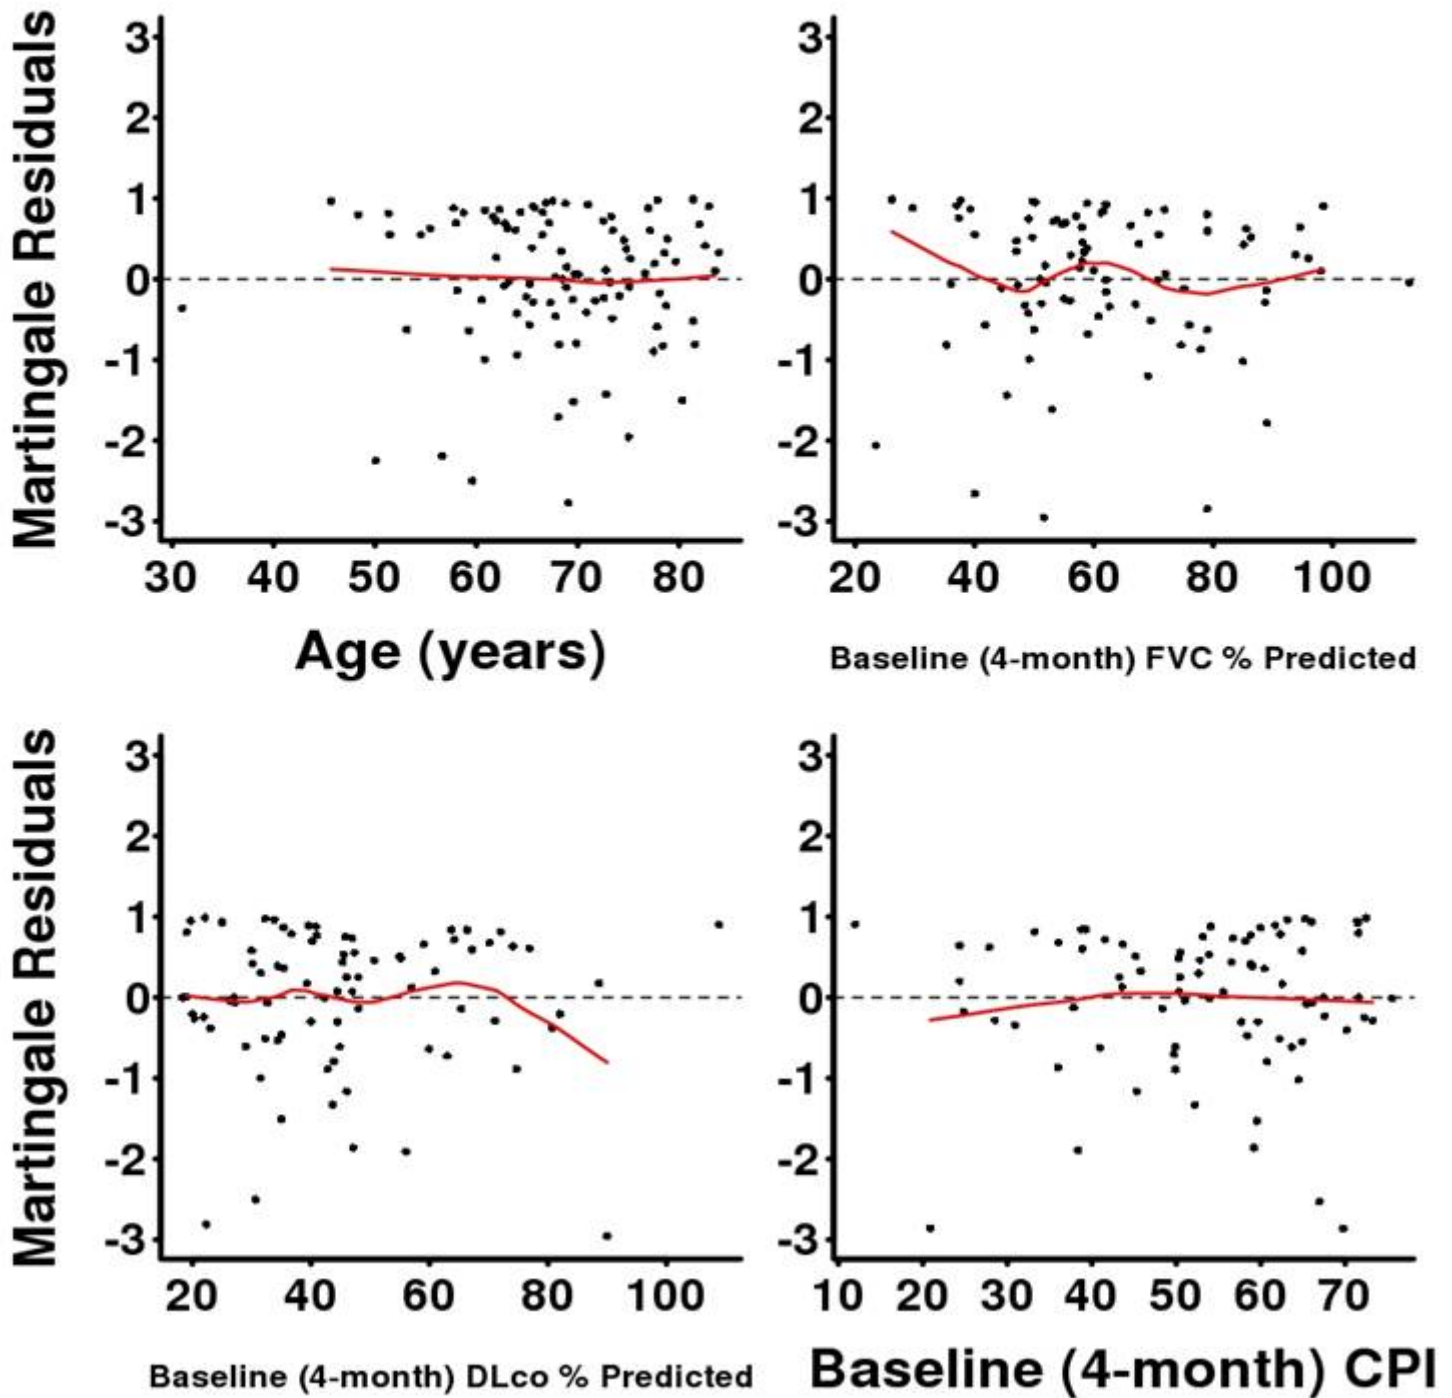 Martingale Residuals
3
2
1
0
-1
-2
-3
30 40 50 60 70 80
Age (years)
3
2
1
0
-1
-2
-3
20 40 60 80 100
Baseline (4-month) FVC % Predicted
Martingale Residuals
3
2
1
0
-1
-2
-3
20 40 60 80 100
Baseline (4-month) DLco % Predicted
3
2
1
0
-1
-2
-3
10 20 30 40 50 60 70
Baseline (4-month) CPI